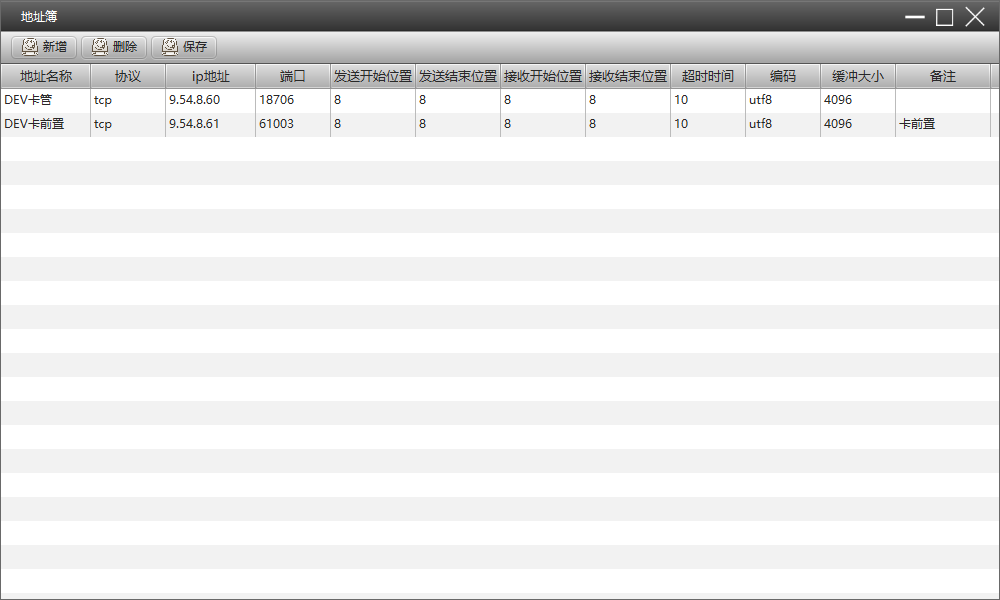 地址簿
新增 删除 保存
地址名称 协议 ip地址 端口 发送开始位置 发送结束位置 接收开始位置 接收结束位置 超时时间 编码 缓冲大小 备注
DEV卡管 tcp 9.54.8.60 18706 8 8 8 8 10 utf8 4096
DEV卡前置 tcp 9.54.8.61 61003 8 8 8 8 10 utf8 4096 卡前置